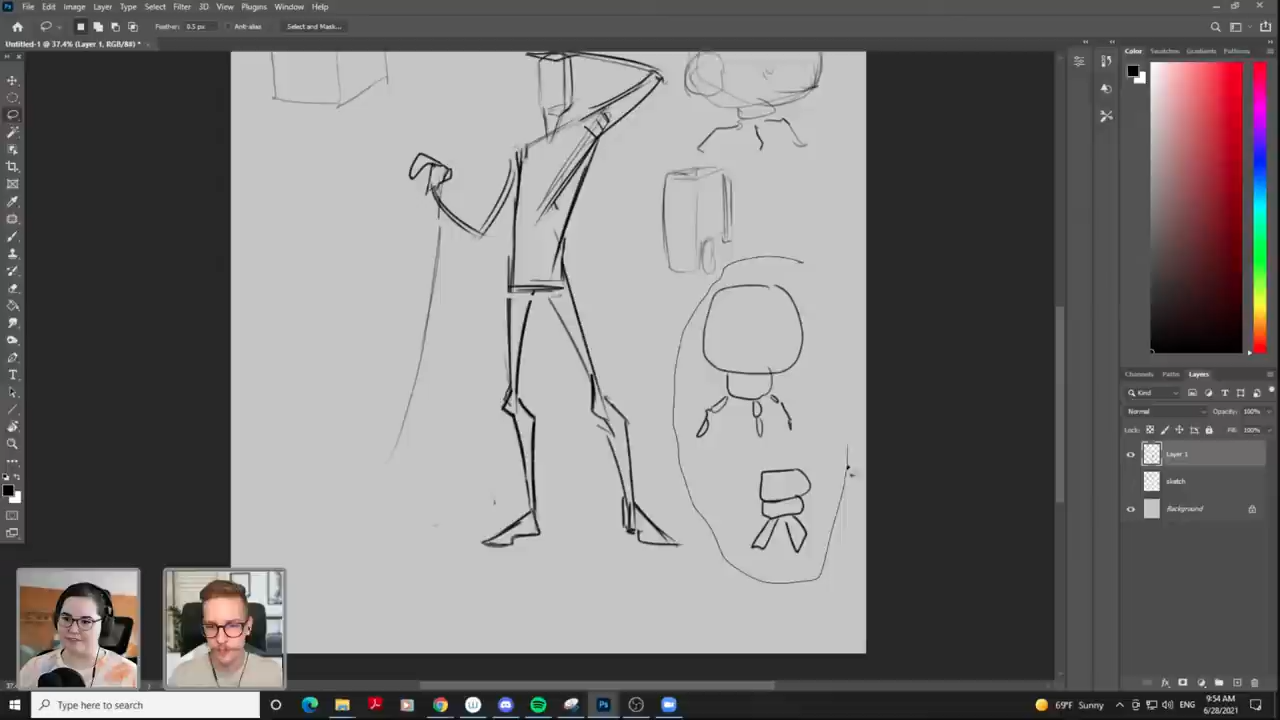 File Edit Image Layer Type Select Filter 3D View Plugins Window Help
Feather: 0.5 px Anti-alias Select and Mask...
Untitled-1 @ 37.4% (Layer 1, RGB/8#) *
Color Swatches Gradients Patterns
Channels Paths Layers
Kind
Normal Opacity: 100%
Lock: Fill: 100%
Layer 1
sketch
Background
Type here to search
69°F Sunny
ENG
9:54 AM
6/28/2021